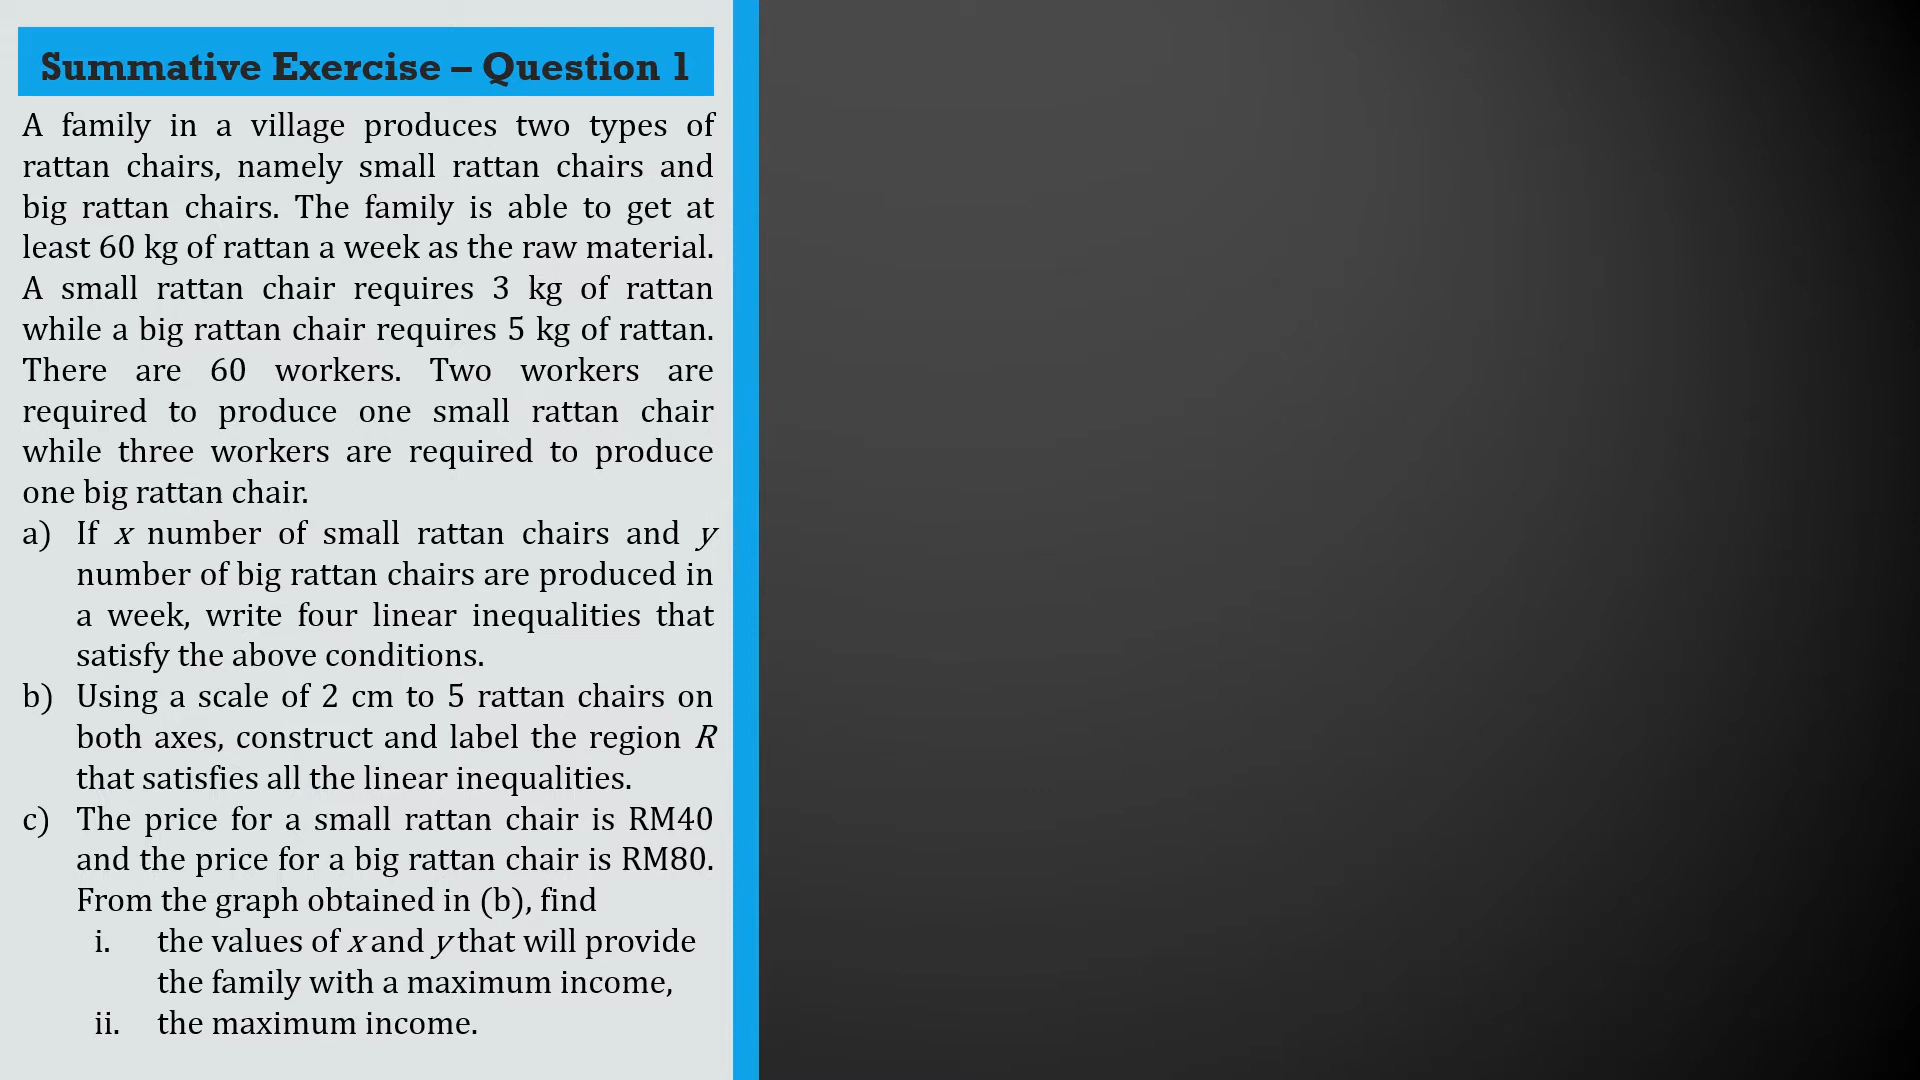 Summative Exercise – Question 1
A family in a village produces two types of
rattan chairs, namely small rattan chairs and
big rattan chairs. The family is able to get at
least 60 kg of rattan a week as the raw material.
A small rattan chair requires 3 kg of rattan
while a big rattan chair requires 5 kg of rattan.
There are 60 workers. Two workers are
required to produce one small rattan chair
while three workers are required to produce
one big rattan chair.
a) If x number of small rattan chairs and y
number of big rattan chairs are produced in
a week, write four linear inequalities that
satisfy the above conditions.
b) Using a scale of 2 cm to 5 rattan chairs on
both axes, construct and label the region R
that satisfies all the linear inequalities.
c) The price for a small rattan chair is RM40
and the price for a big rattan chair is RM80.
From the graph obtained in (b), find
i. the values of x and y that will provide
the family with a maximum income,
ii. the maximum income.